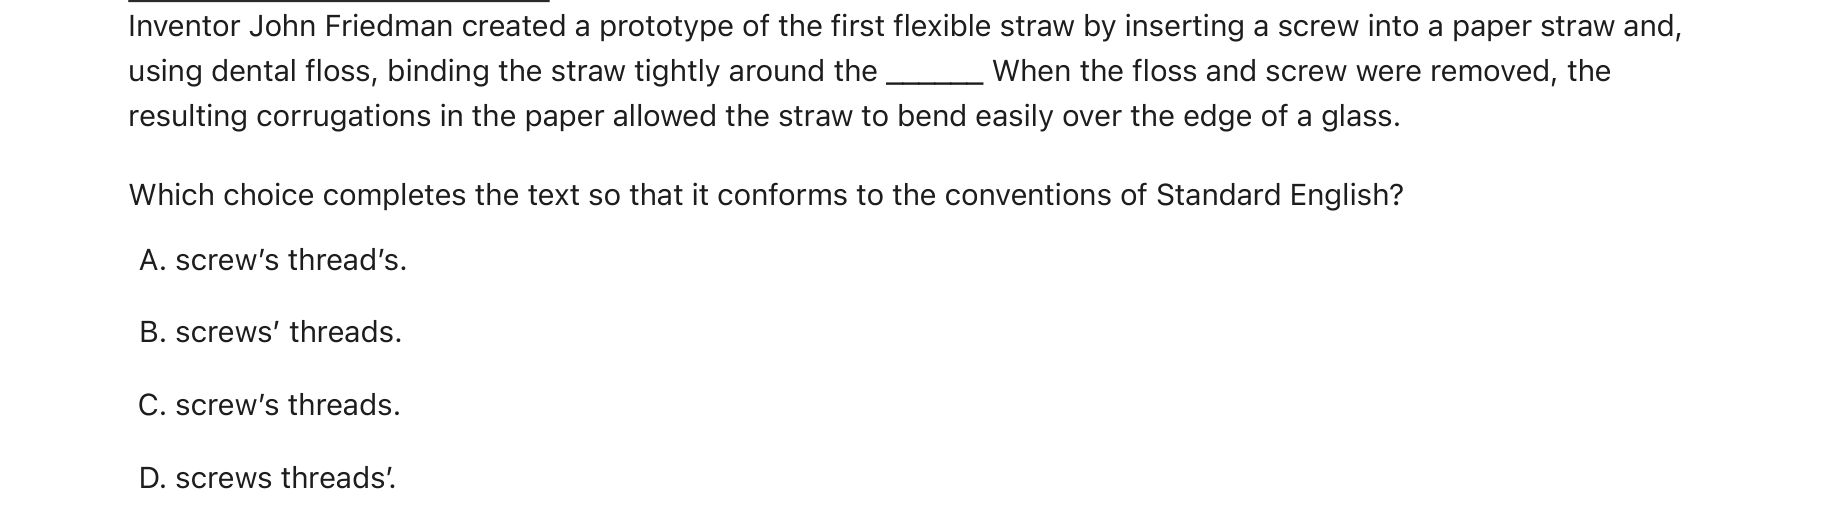 Inventor John Friedman created a prototype of the first flexible straw by inserting a screw into a paper straw and,
using dental floss, binding the straw tightly around the ______ When the floss and screw were removed, the
resulting corrugations in the paper allowed the straw to bend easily over the edge of a glass.
Which choice completes the text so that it conforms to the conventions of Standard English?
A. screw’s thread’s.
B. screws’ threads.
C. screw’s threads.
D. screws threads’.